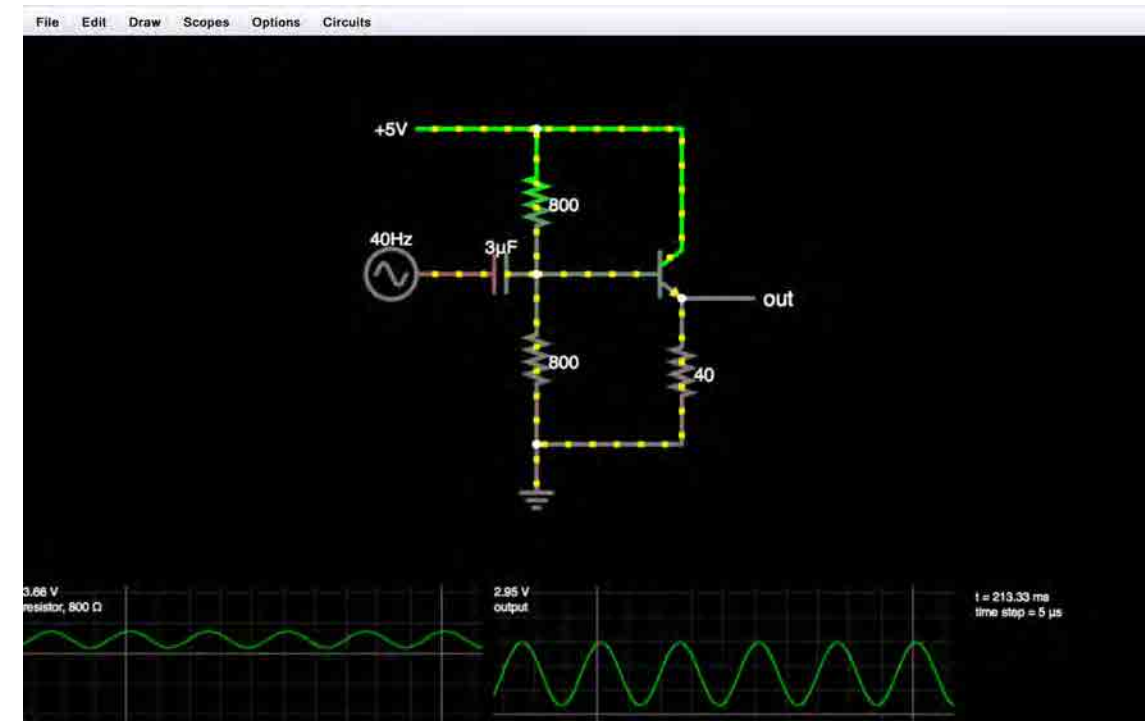 File Edit Draw Scopes Options Circuits
+5V
800
40Hz
3µF
out
800
40
3.66 V
resistor, 800 Ω
2.95 V
output
t = 213.33 ms
time step = 5 µs